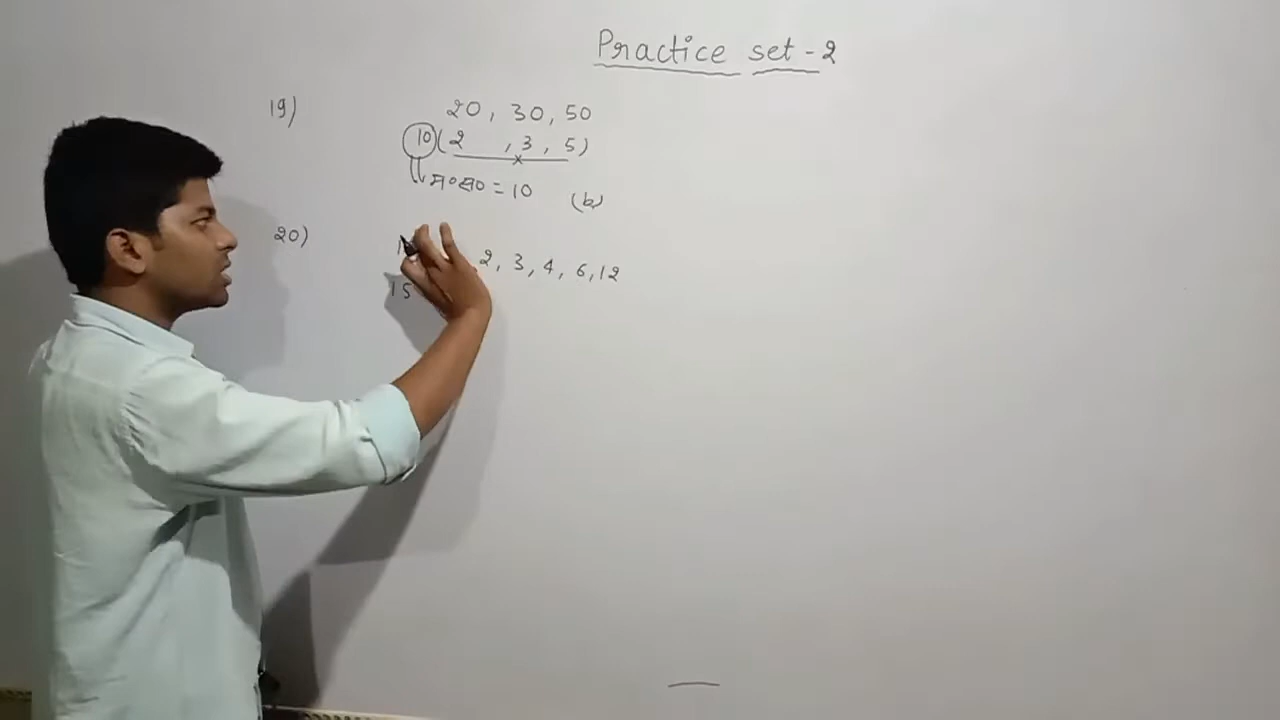 Practice set - 2
19) 20, 30, 50
10 ( 2 , 3 , 5 )
म०स० = 10 (b)
20) 2, 3, 4, 6, 12
15